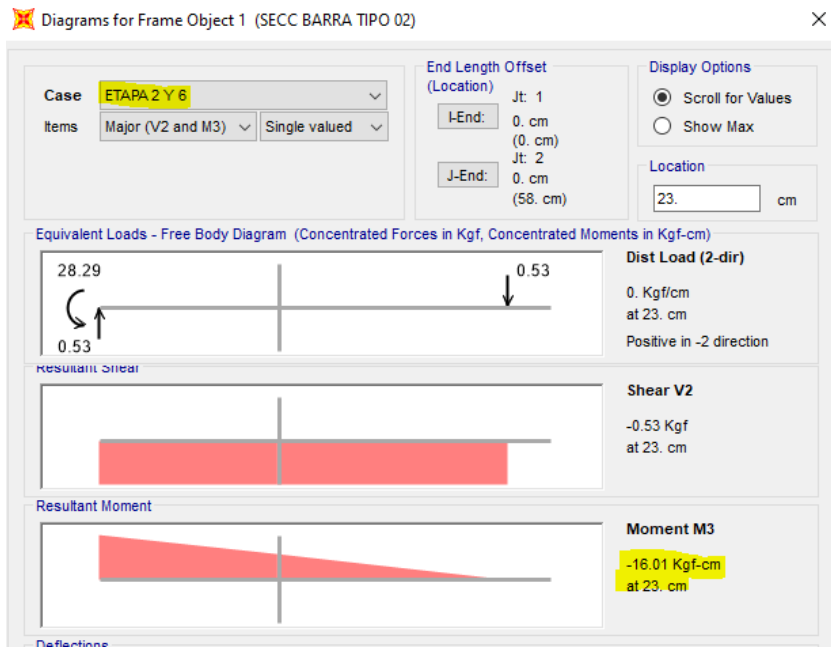 Diagrams for Frame Object 1 (SECC BARRA TIPO 02)
Case ETAPA 2 Y 6
Items Major (V2 and M3) Single valued
End Length Offset
(Location)
I-End: Jt: 1
0. cm
(0. cm)
J-End: Jt: 2
0. cm
(58. cm)
Display Options
Scroll for Values
Show Max
Location
23. cm
Equivalent Loads - Free Body Diagram (Concentrated Forces in Kgf, Concentrated Moments in Kgf-cm)
28.29
0.53
0.53
Dist Load (2-dir)
0. Kgf/cm
at 23. cm
Positive in -2 direction
Resultant Shear
Shear V2
-0.53 Kgf
at 23. cm
Resultant Moment
Moment M3
-16.01 Kgf-cm
at 23. cm
Deflections